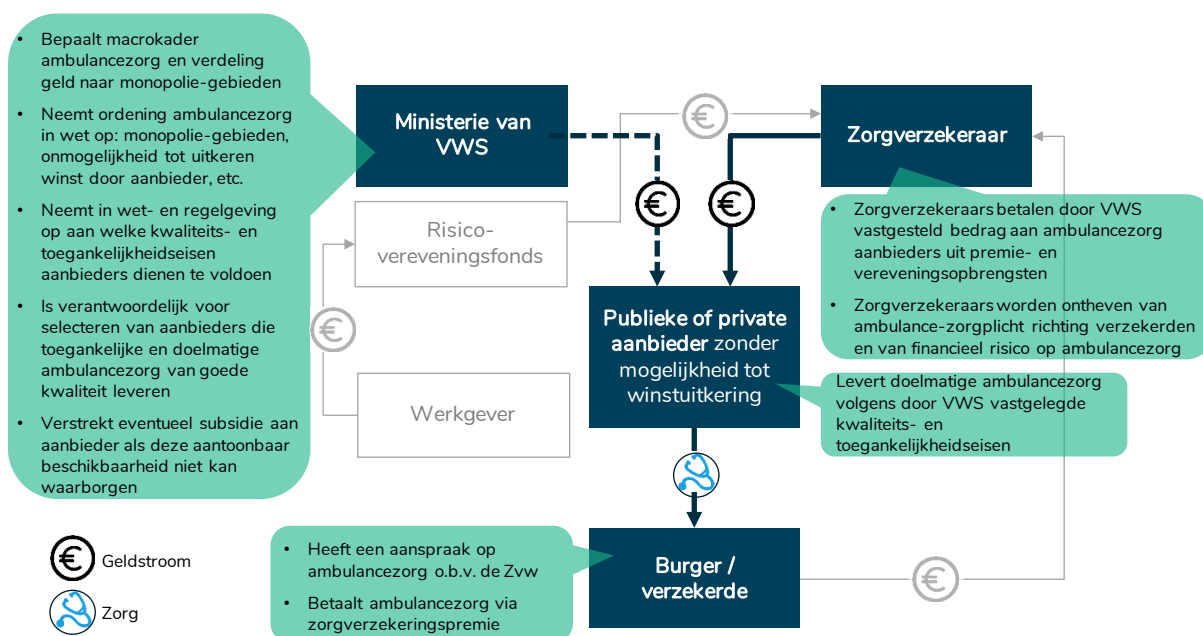 • Bepaalt macrokader
ambulancezorg en verdeling
geld naar monopolie-gebieden
• Neemt ordening ambulancezorg
in wet op: monopolie-gebieden,
onmogelijkheid tot uitkeren
winst door aanbieder, etc.
• Neemt in wet- en regelgeving
op aan welke kwaliteits- en
toegankelijkheidseisen
aanbieders dienen te voldoen
• Is verantwoordelijk voor
selecteren van aanbieders die
toegankelijke en doelmatige
ambulancezorg van goede
kwaliteit leveren
• Verstrekt eventueel subsidie aan
aanbieder als deze aantoonbaar
beschikbaarheid niet kan
waarborgen
Ministerie van
VWS
€
Zorgverzekeraar
€
€
Risico-
vereveningsfonds
• Zorgverzekeraars betalen door VWS
vastgesteld bedrag aan ambulancezorg
aanbieders uit premie- en
vereveningsopbrengsten
• Zorgverzekeraars worden ontheven van
ambulance-zorgplicht richting verzekerden
en van financieel risico op ambulancezorg
€
Publieke of private
aanbieder zonder
mogelijkheid tot
winstuitkering
Werkgever
Levert doelmatige ambulancezorg
volgens door VWS vastgelegde
kwaliteits- en
toegankelijkheidseisen
• Heeft een aanspraak op
ambulancezorg o.b.v. de Zvw
• Betaalt ambulancezorg via
zorgverzekeringspremie
Burger /
verzekerde
€
€ Geldstroom
Zorg